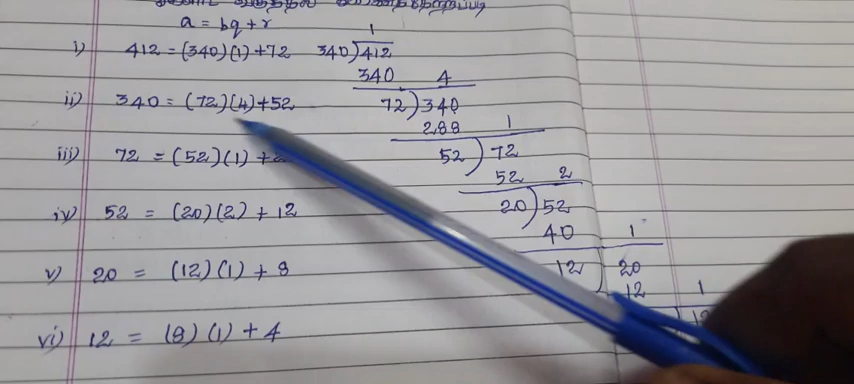 a = bq + r
i) 412 = (340)(1) + 72
ii) 340 = (72)(4) + 52
iii) 72 = (52)(1) +
iv) 52 = (20)(2) + 12
v) 20 = (12)(1) + 8
vi) 12 = (8)(1) + 4
1
340) 412
340 4
72) 340
288 1
52) 72
52 2
20) 52
40 1
12 20
12 1